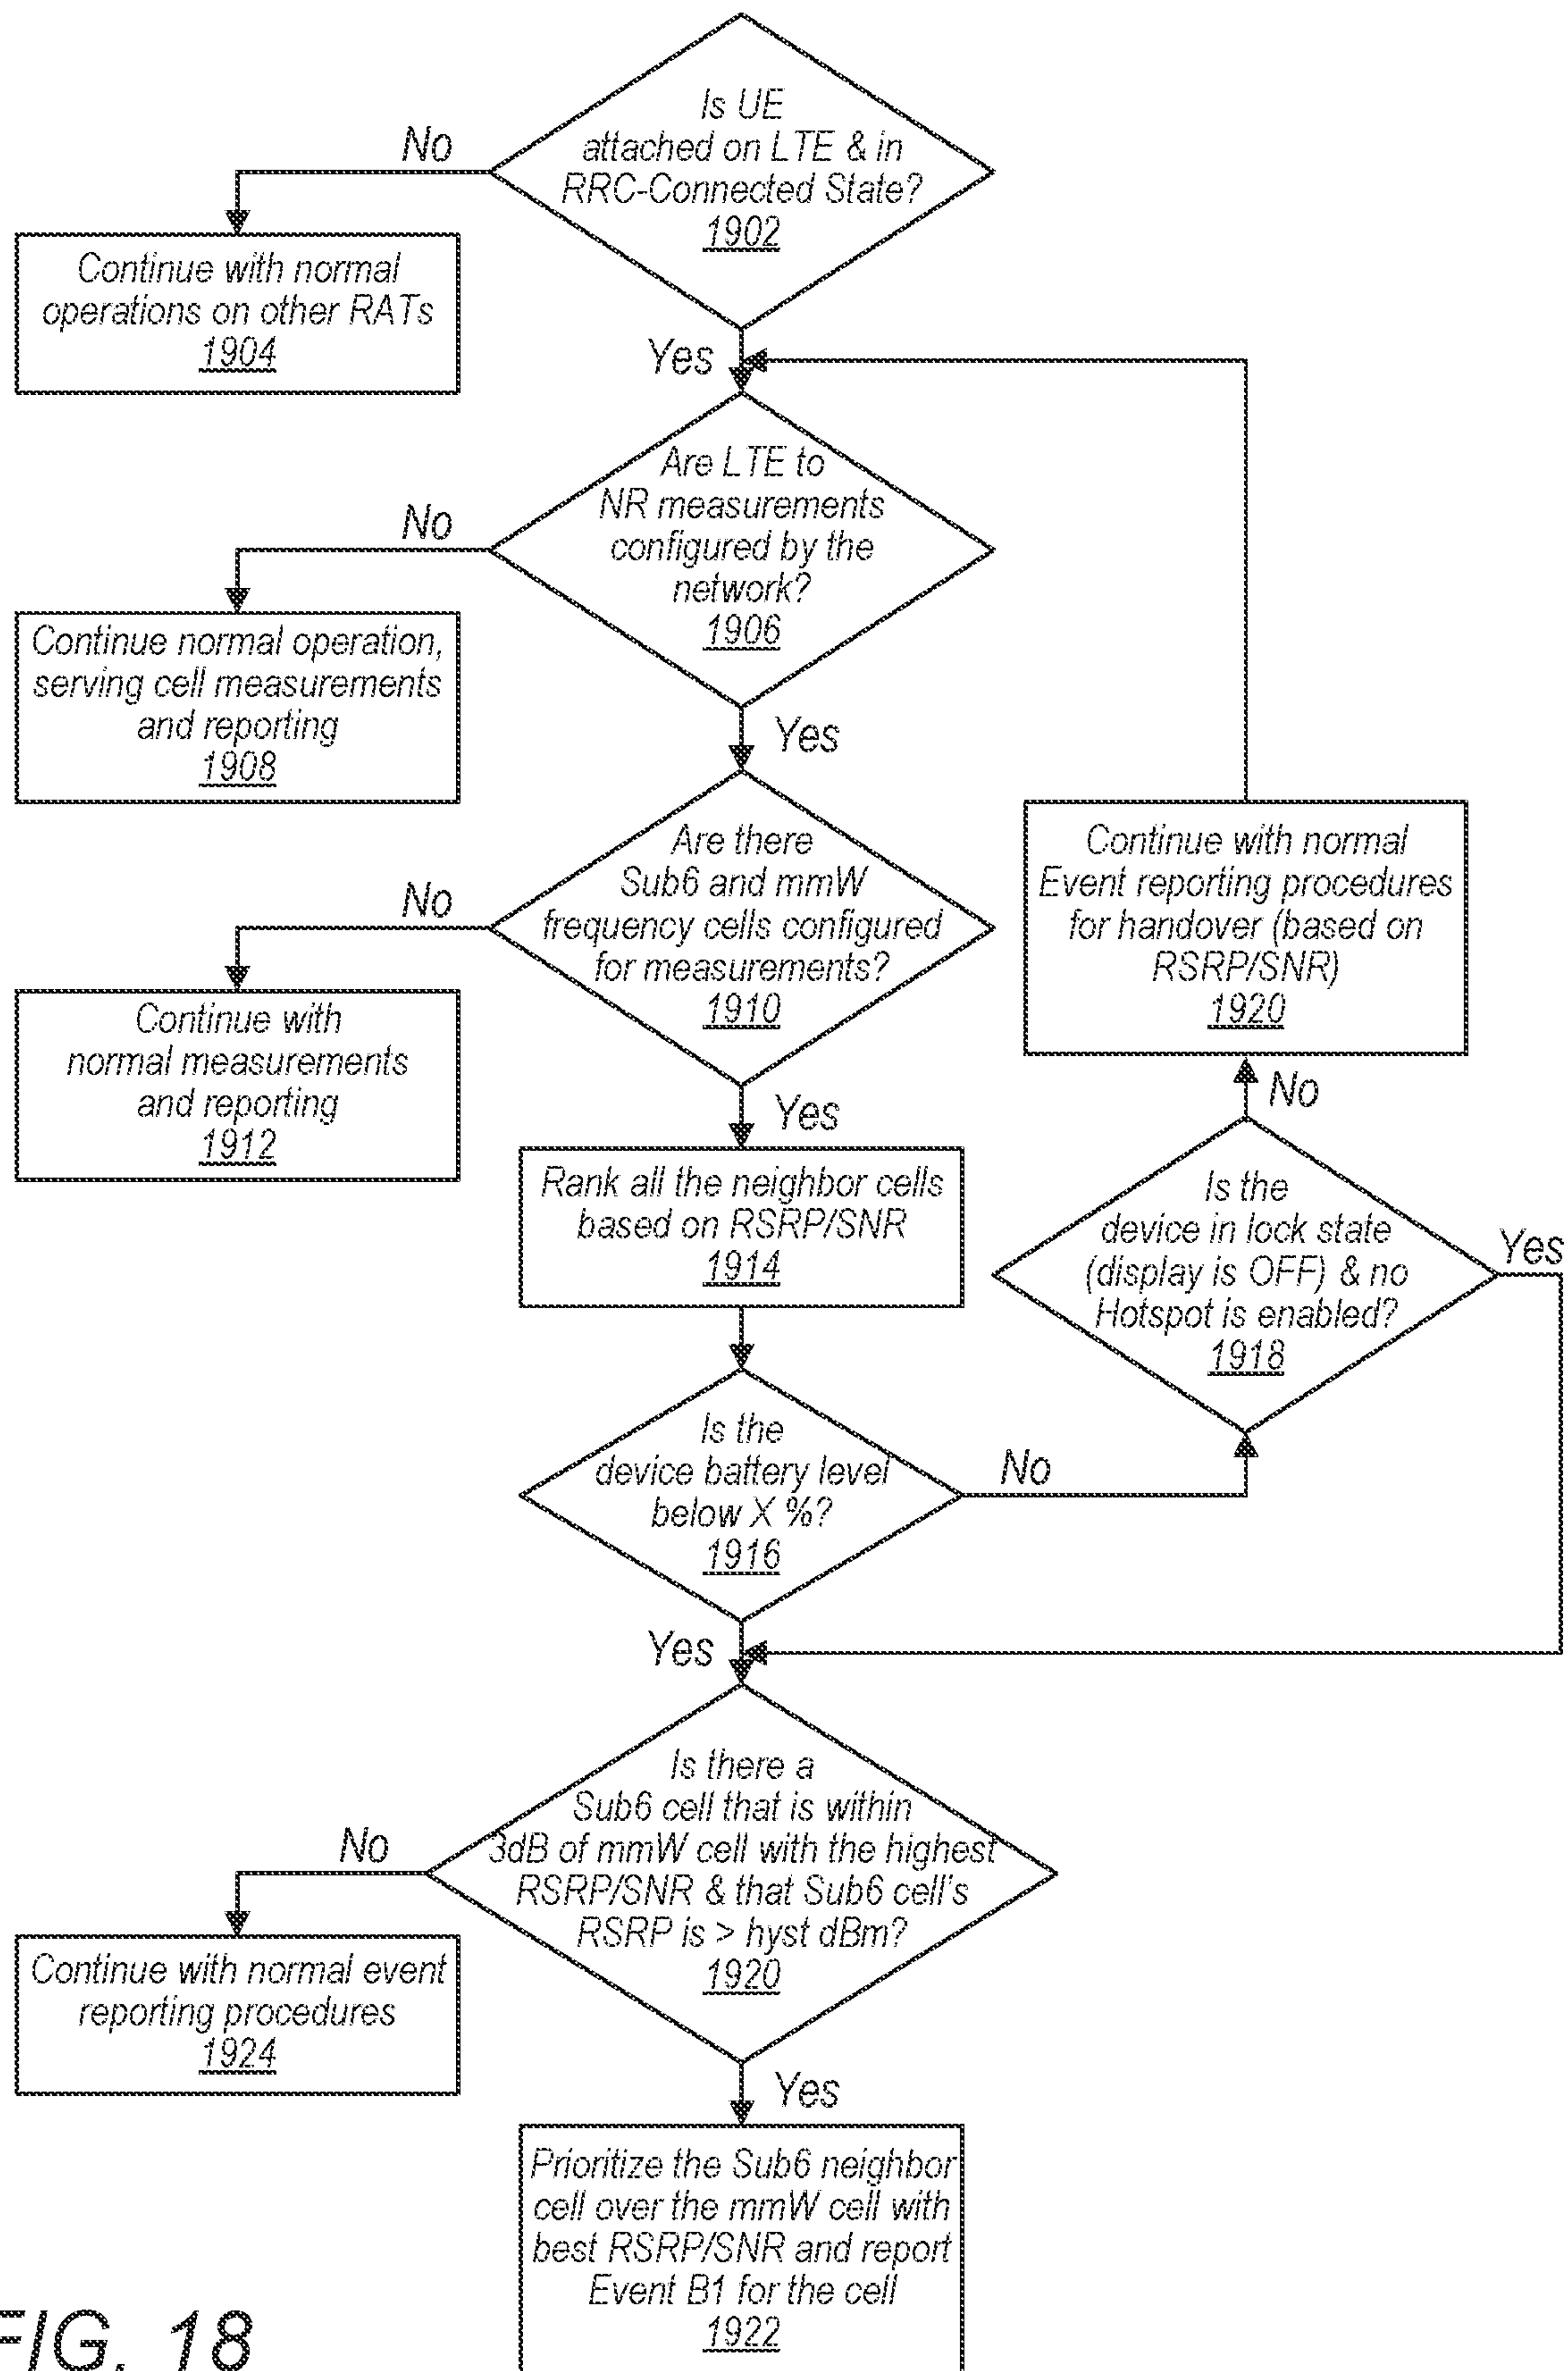 Is UE
attached on LTE & in
RRC-Connected State?
1902
No
Continue with normal
operations on other RATs
1904
Yes
Are LTE to
NR measurements
configured by the
network?
1906
No
Continue normal operation,
serving cell measurements
and reporting
1908
Yes
Are there
Sub6 and mmW
frequency cells configured
for measurements?
1910
No
Continue with
normal measurements
and reporting
1912
Yes
Continue with normal
Event reporting procedures
for handover (based on
RSRP/SNR)
1920
No
Rank all the neighbor cells
based on RSRP/SNR
1914
Is the
device in lock state
(display is OFF) & no
Hotspot is enabled?
1918
Yes
Is the
device battery level
below X %?
1916
No
Yes
Is there a
Sub6 cell that is within
3dB of mmW cell with the highest
RSRP/SNR & that Sub6 cell's
RSRP is > hyst dBm?
1920
No
Continue with normal event
reporting procedures
1924
Yes
Prioritize the Sub6 neighbor
cell over the mmW cell with
best RSRP/SNR and report
Event B1 for the cell
1922
FIG. 18